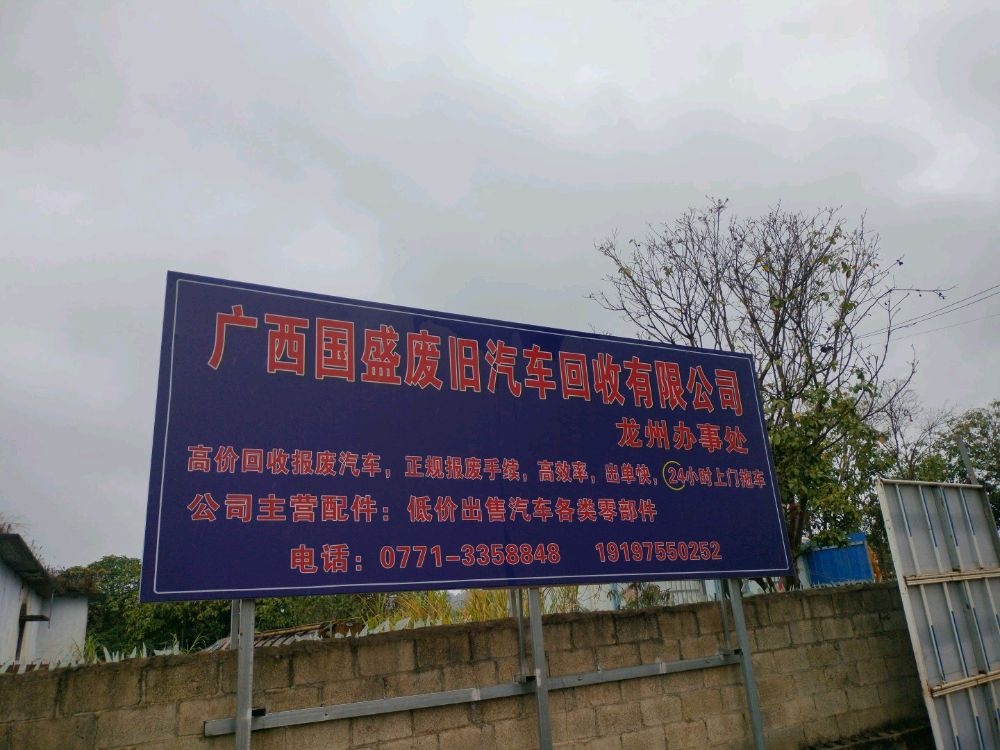 广西国盛废旧汽车回收有限公司
龙州办事处
高价回收报废汽车，正规报废手续，高效率，出单快，24小时上门拖车
公司主营配件：低价出售汽车各类零部件
电话：0771-3358848 19197550252